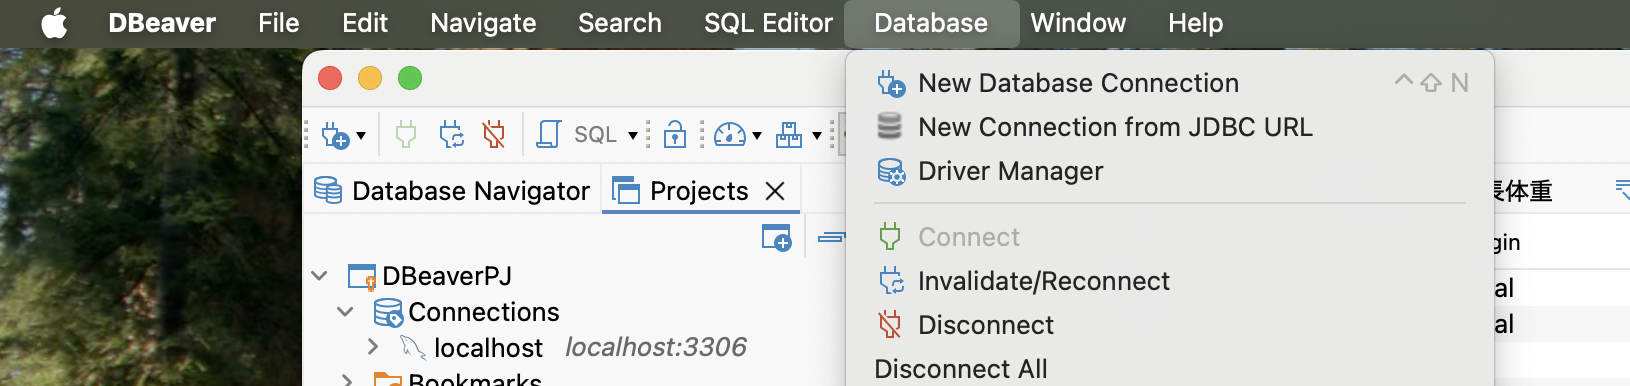 DBeaver File Edit Navigate Search SQL Editor Database Window Help
New Database Connection ^⇧N
New Connection from JDBC URL
Driver Manager
Connect
Invalidate/Reconnect
Disconnect
Disconnect All
SQL
Database Navigator Projects
DBeaverPJ
Connections
localhost localhost:3306
Bookmarks
体重
gin
al
al